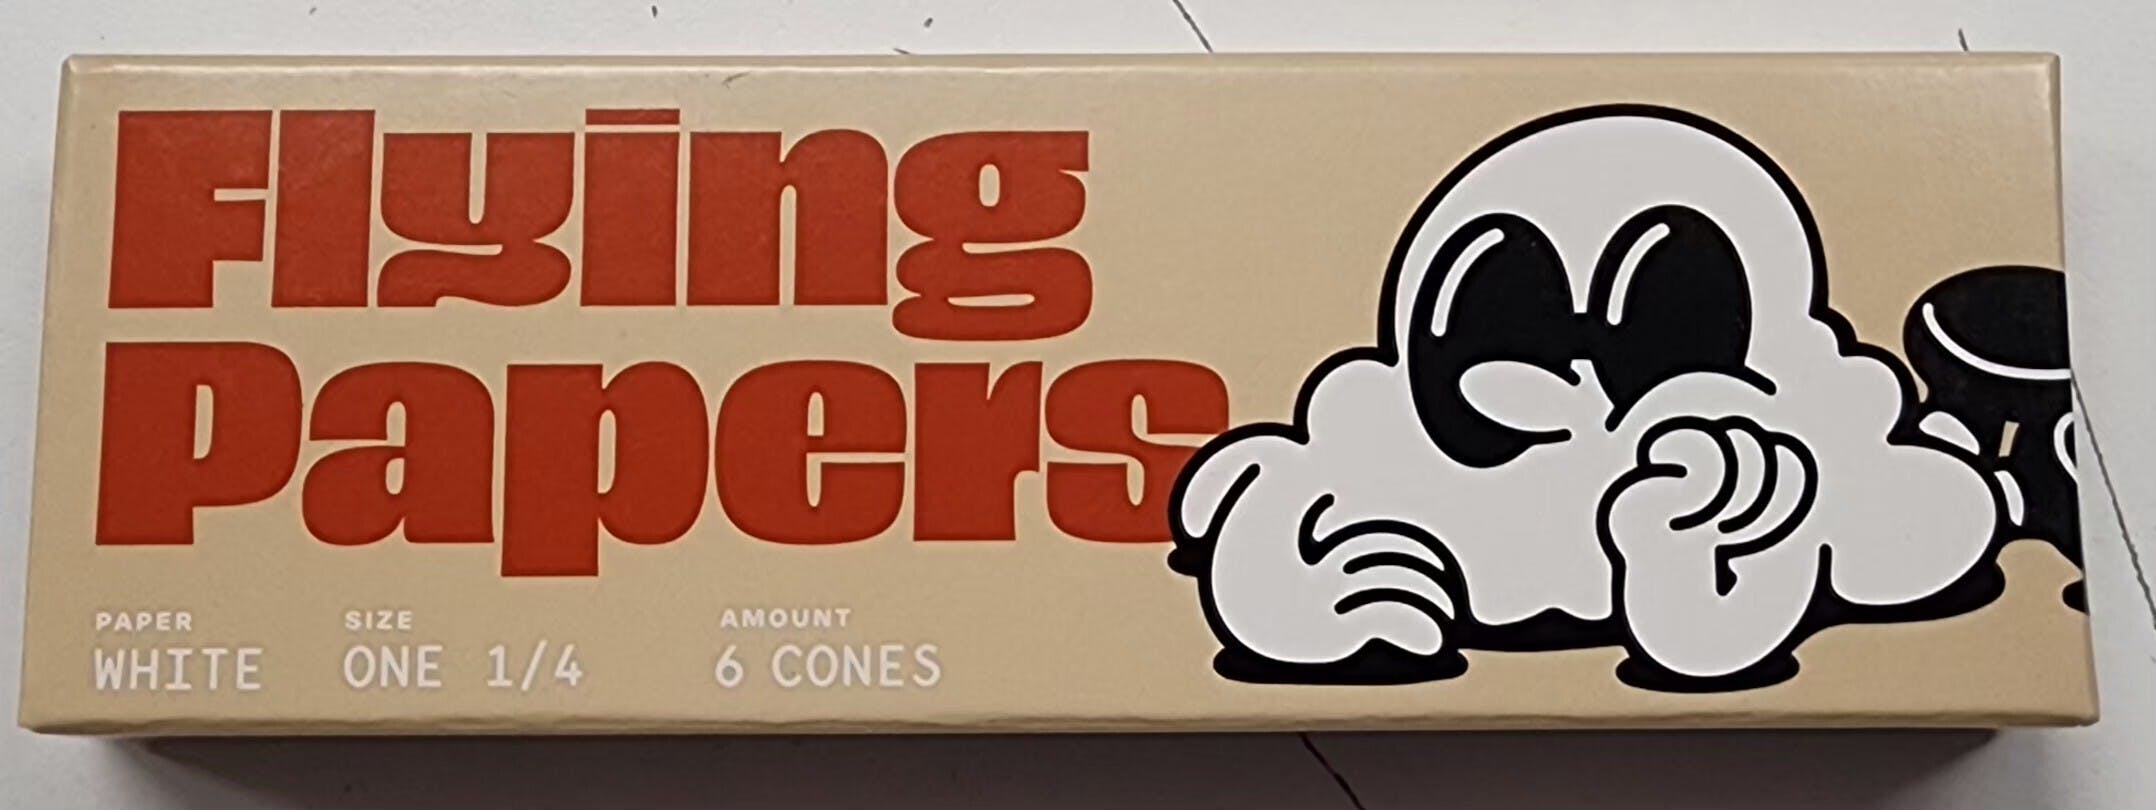 Flying
Papers
PAPER SIZE AMOUNT
WHITE ONE 1/4 6 CONES